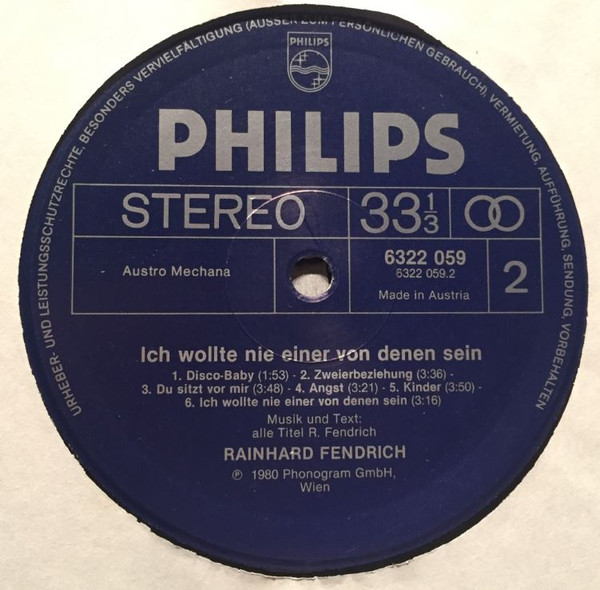 URHEBER- UND LEISTUNGSSCHUTZRECHTE, BESONDERS VERVIELFÄLTIGUNG (AUSSER ZUM PERSÖNLICHEN GEBRAUCH), VERMIETUNG, AUFFÜHRUNG, SENDUNG, VORBEHALTEN
PHILIPS
PHILIPS
STEREO 33 1/3
Austro Mechana
6322 059
6322 059.2
Made in Austria
2
Ich wollte nie einer von denen sein
1. Disco-Baby (1:53) - 2. Zweierbeziehung (3:36) -
3. Du sitzt vor mir (3:48) - 4. Angst (3:21) - 5. Kinder (3:50) -
6. Ich wollte nie einer von denen sein (3:16)
Musik und Text:
alle Titel R. Fendrich
RAINHARD FENDRICH
℗ 1980 Phonogram GmbH,
Wien